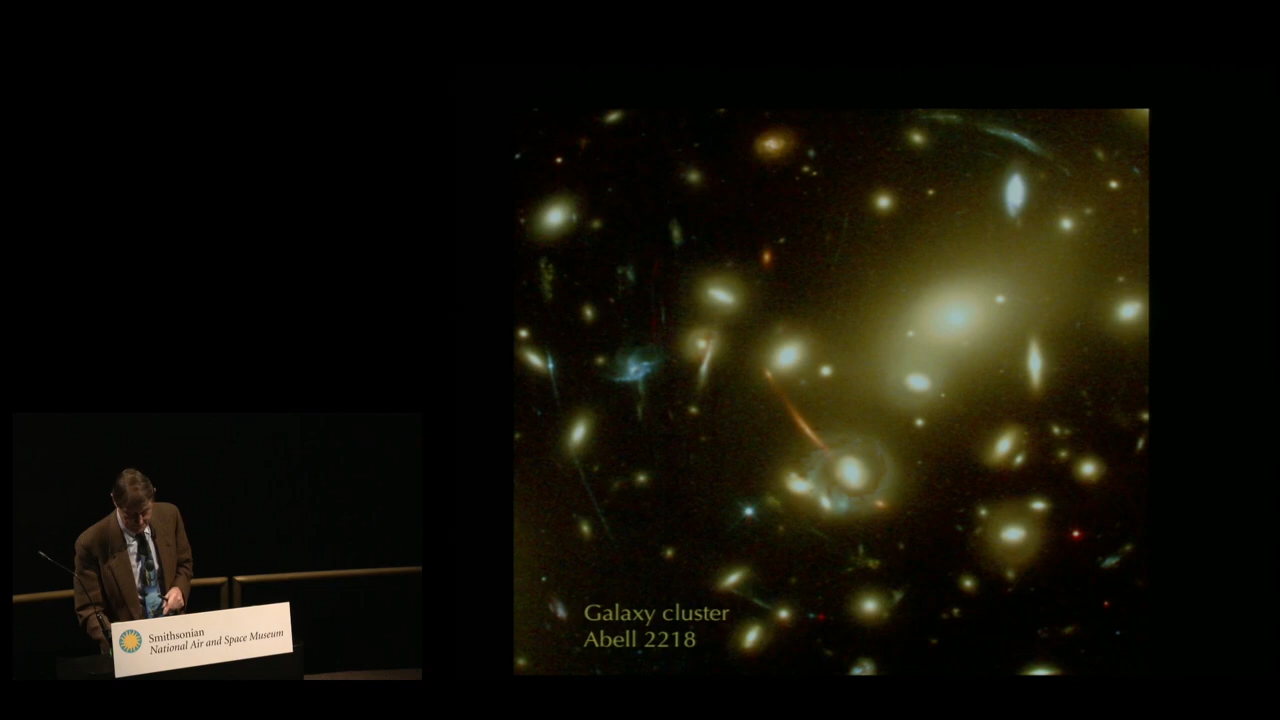 Galaxy cluster
Abell 2218
Smithsonian
National Air and Space Museum